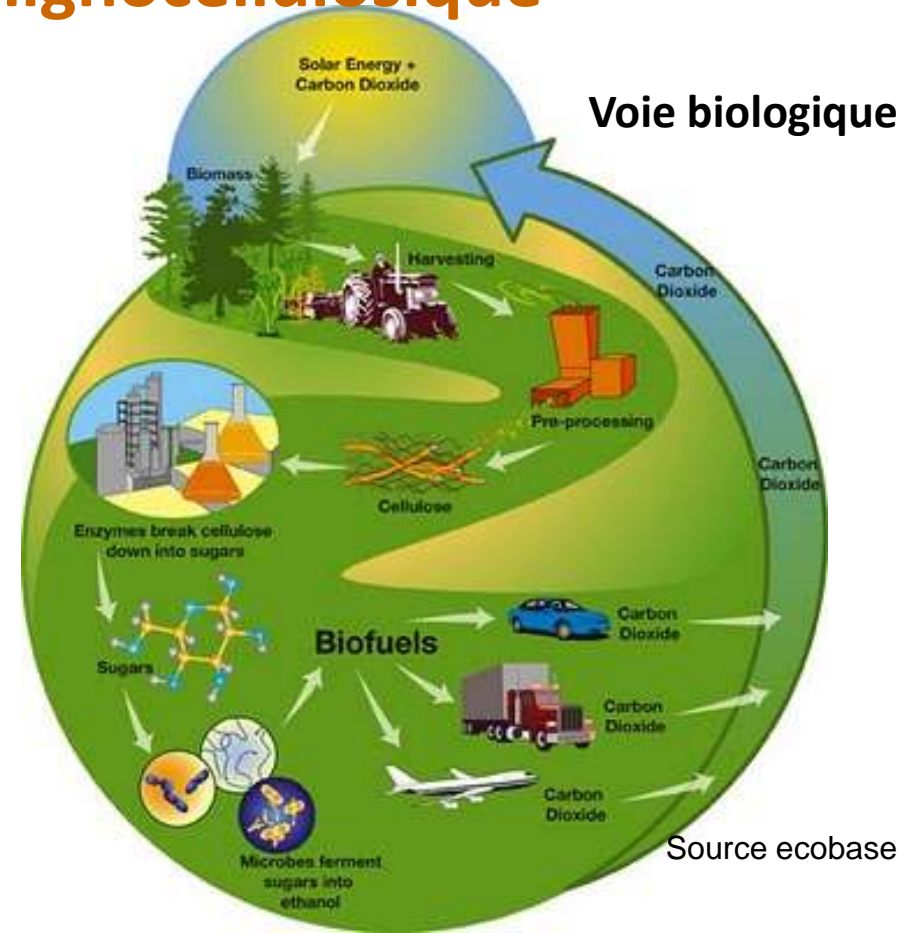 lignocellulosique
Voie biologique
Solar Energy +
Carbon Dioxide
Biomass
Harvesting
Pre-processing
Cellulose
Enzymes break cellulose
down into sugars
Sugars
Microbes ferment
sugars into
ethanol
Biofuels
Carbon
Dioxide
Carbon
Dioxide
Carbon
Dioxide
Carbon
Dioxide
Carbon
Dioxide
Source ecobase